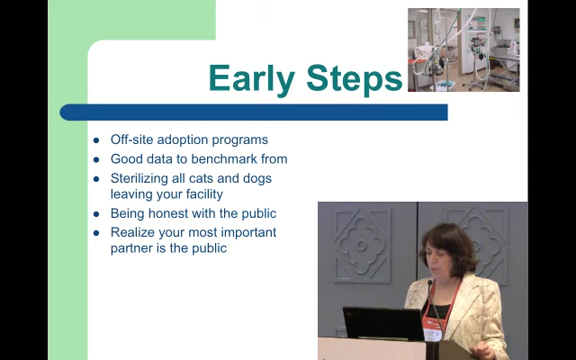 Early Steps
Off-site adoption programs
Good data to benchmark from
Sterilizing all cats and dogs
leaving your facility
Being honest with the public
Realize your most important
partner is the public